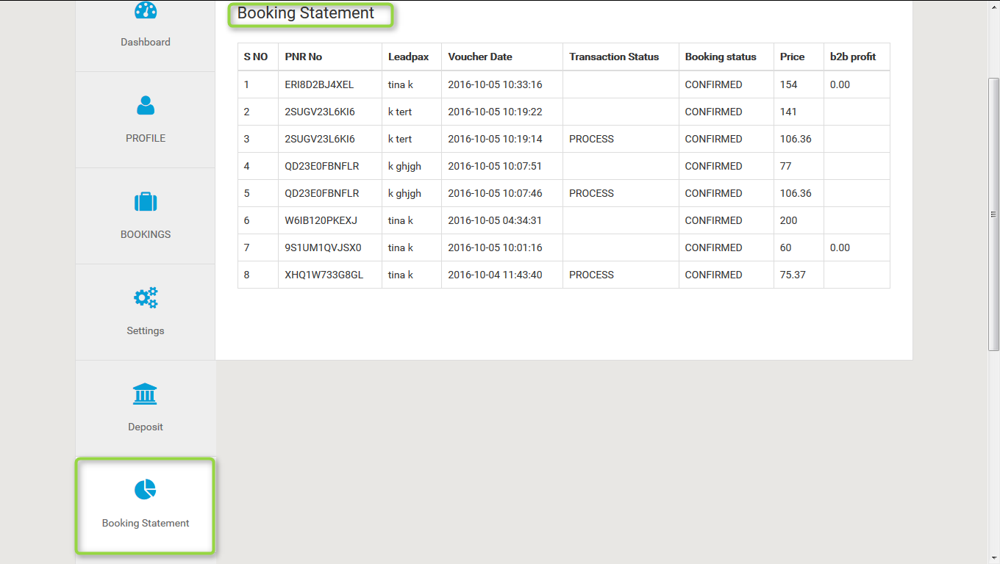 Dashboard
PROFILE
BOOKINGS
Settings
Deposit
Booking Statement
Booking Statement
S NO PNR No Leadpax Voucher Date Transaction Status Booking status Price b2b profit
1 ERI8D2BJ4XEL tina k 2016-10-05 10:33:16 CONFIRMED 154 0.00
2 2SUGV23L6KI6 k tert 2016-10-05 10:19:22 CONFIRMED 141
3 2SUGV23L6KI6 k tert 2016-10-05 10:19:14 PROCESS CONFIRMED 106.36
4 QD23E0FBNFLR k ghjgh 2016-10-05 10:07:51 CONFIRMED 77
5 QD23E0FBNFLR k ghjgh 2016-10-05 10:07:46 PROCESS CONFIRMED 106.36
6 W6IB120PKEXJ tina k 2016-10-05 04:34:31 CONFIRMED 200
7 9S1UM1QVJSX0 tina k 2016-10-05 10:01:16 CONFIRMED 60 0.00
8 XHQ1W733G8GL tina k 2016-10-04 11:43:40 PROCESS CONFIRMED 75.37